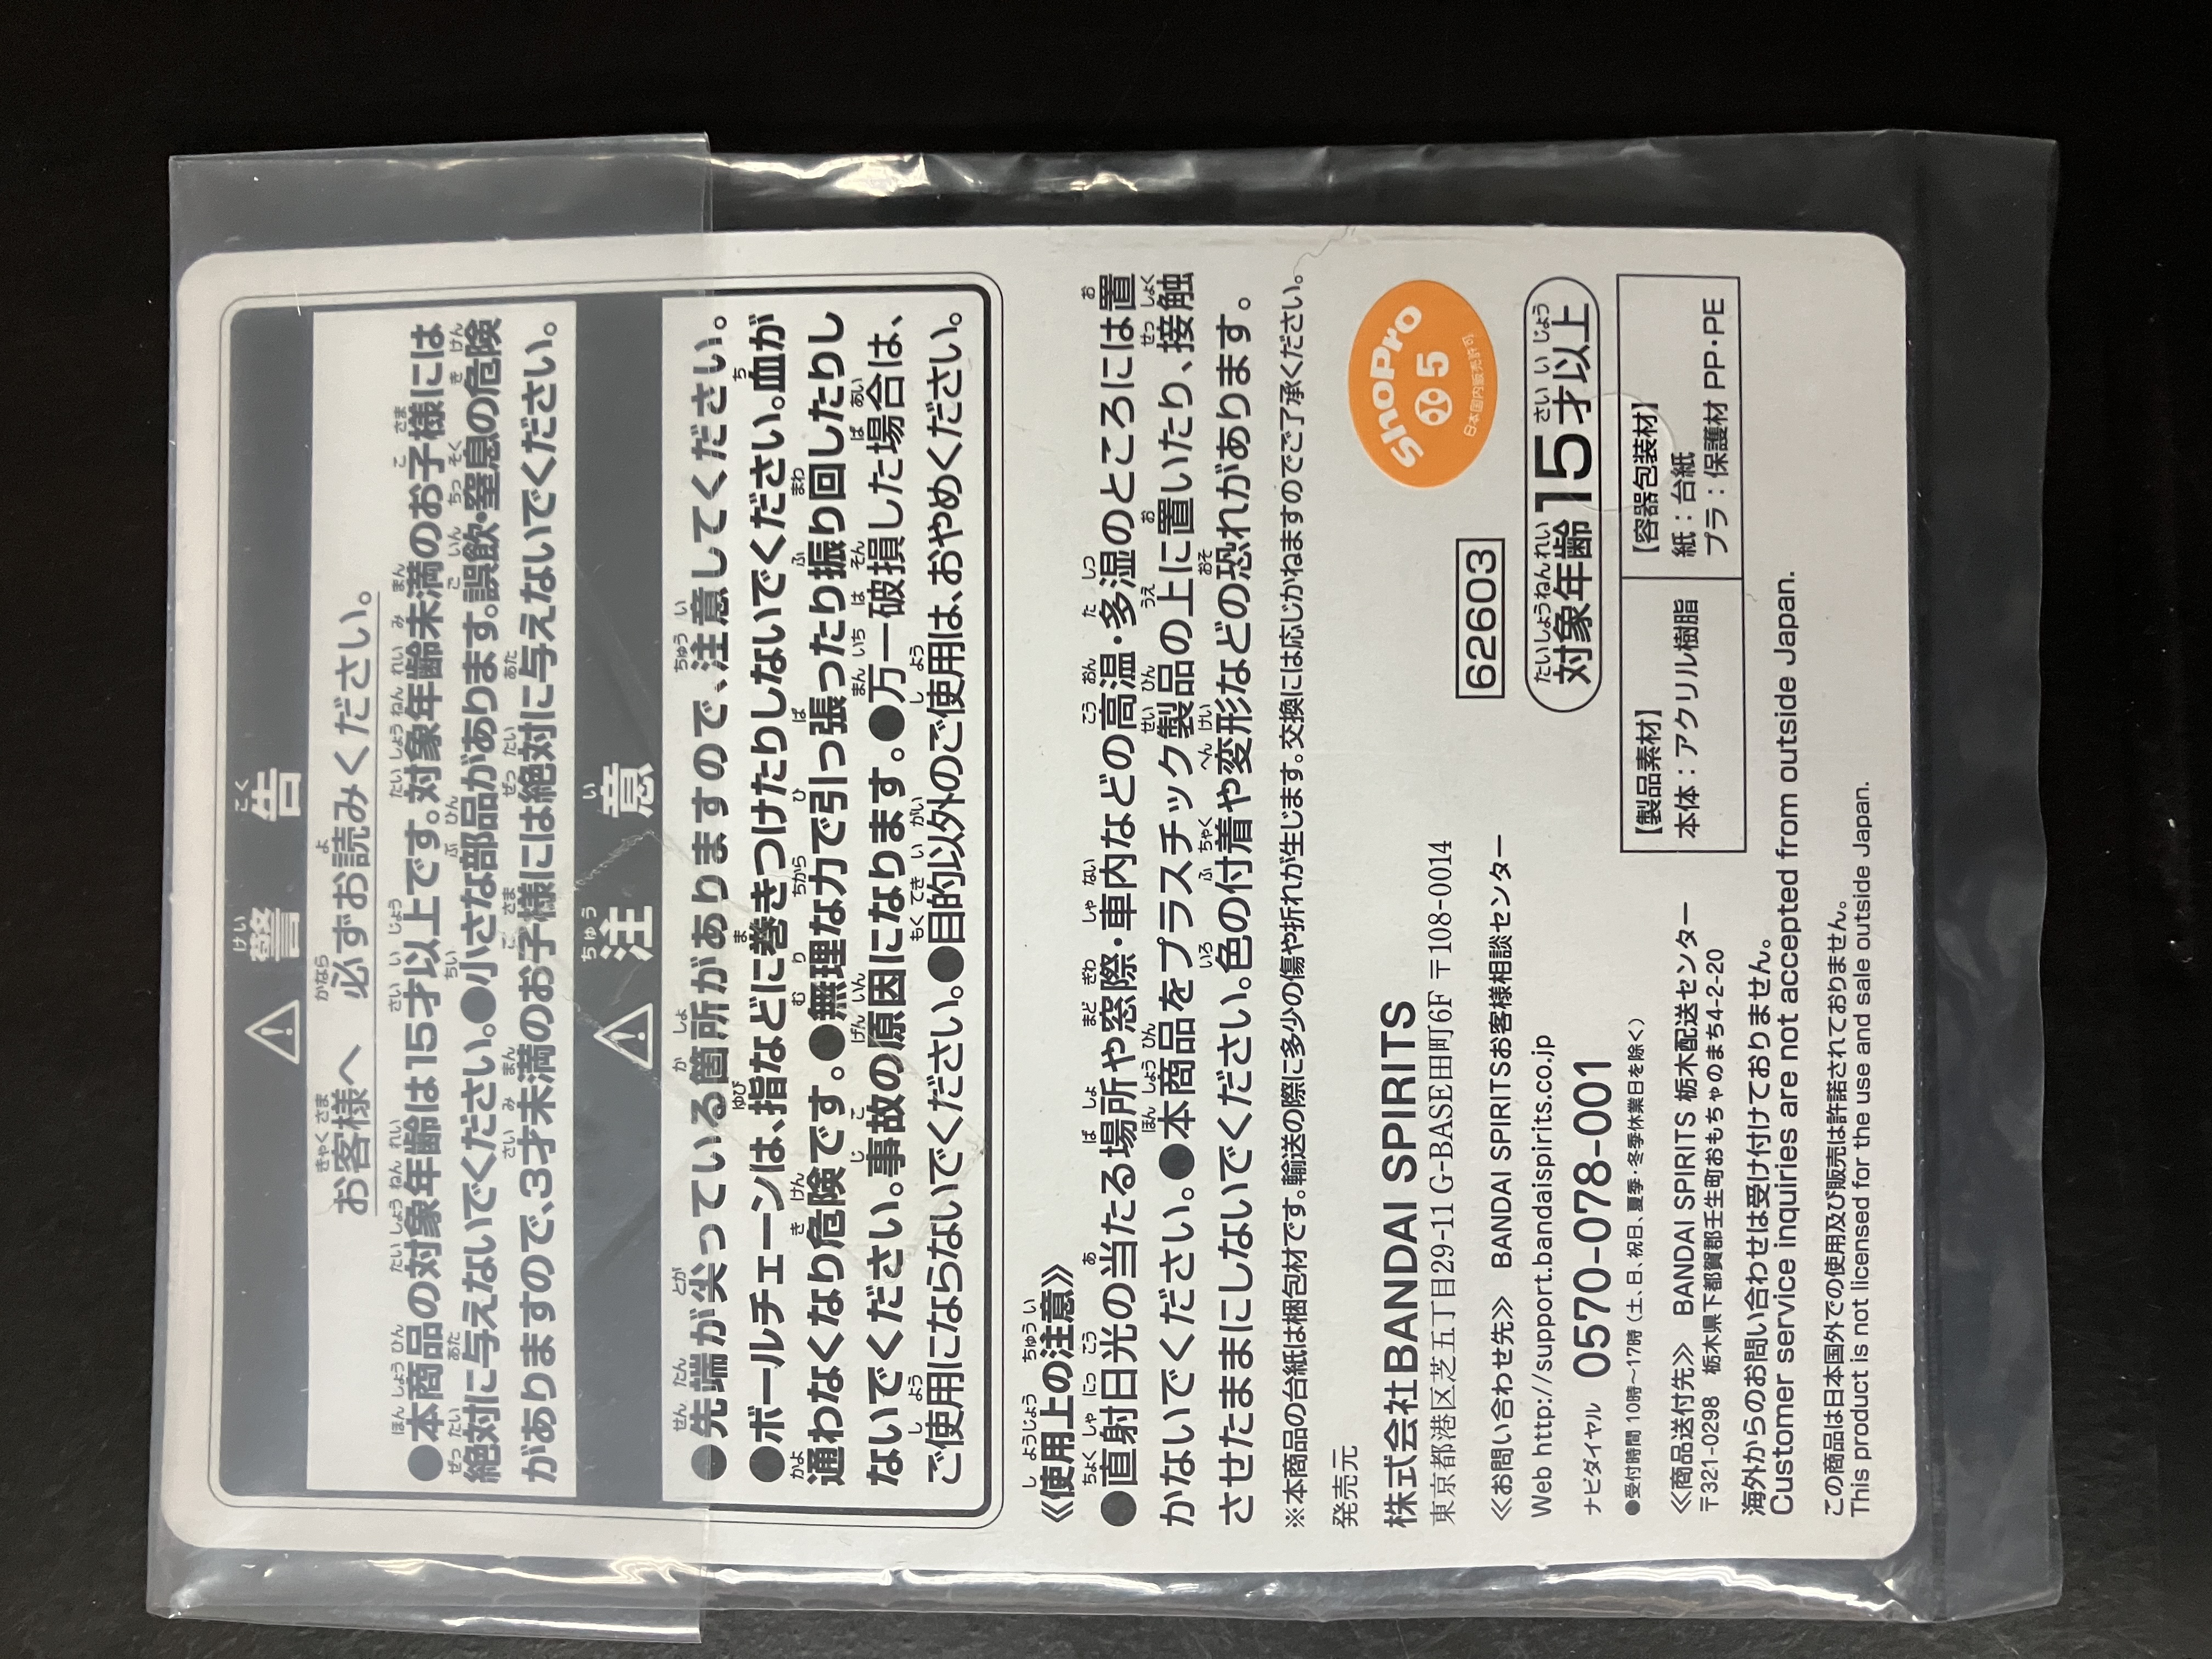 警告
お客様へ 必ずお読みください。
●本商品の対象年齢は15才以上です。対象年齢未満のお子様には
絶対に与えないでください。●小さな部品があります。誤飲・窒息の危険
がありますので、3才未満のお子様には絶対に与えないでください。
注意
●先端が尖っている箇所がありますので、注意してください。
●ボールチェーンは、指などに巻きつけたりしないでください。血が
通わなくなり危険です。●無理な力で引っ張ったり振り回したりし
ないでください。事故の原因になります。●万一破損した場合は、
ご使用にならないでください。●目的以外のご使用は、おやめください。
《使用上の注意》
●直射日光の当たる場所や窓際・車内などの高温・多湿のところには置
かないでください。●本商品をプラスチック製品の上に置いたり、接触
させたままにしないでください。色の付着や変形などの恐れがあります。
※本商品の台紙は梱包材です。輸送の際に多少の傷や折れが生じます。交換には応じかねますのでご了承ください。
発売元
株式会社BANDAI SPIRITS
東京都港区芝五丁目29-11 G-BASE田町6F 〒108-0014
≪お問い合わせ先≫ BANDAI SPIRITSお客様相談センター
Web http://support.bandaispirits.co.jp
ナビダイヤル 0570-078-001
●受付時間 10時～17時（土、日、祝日、夏季・冬季休業日を除く）
≪商品送付先≫ BANDAI SPIRITS 栃木配送センター
〒321-0298 栃木県下都賀郡壬生町おもちゃのまち4-2-20
海外からのお問い合わせは受け付けておりません。
Customer service inquiries are not accepted from outside Japan.
この商品は日本国外での使用及び販売は許諾されておりません。
This product is not licensed for the use and sale outside Japan.
ShoPro
小 5
日本国内販売許可
62603
対象年齢15才以上
【製品素材】
本体：アクリル樹脂
【容器包装材】
紙：台紙
プラ：保護材 PP・PE